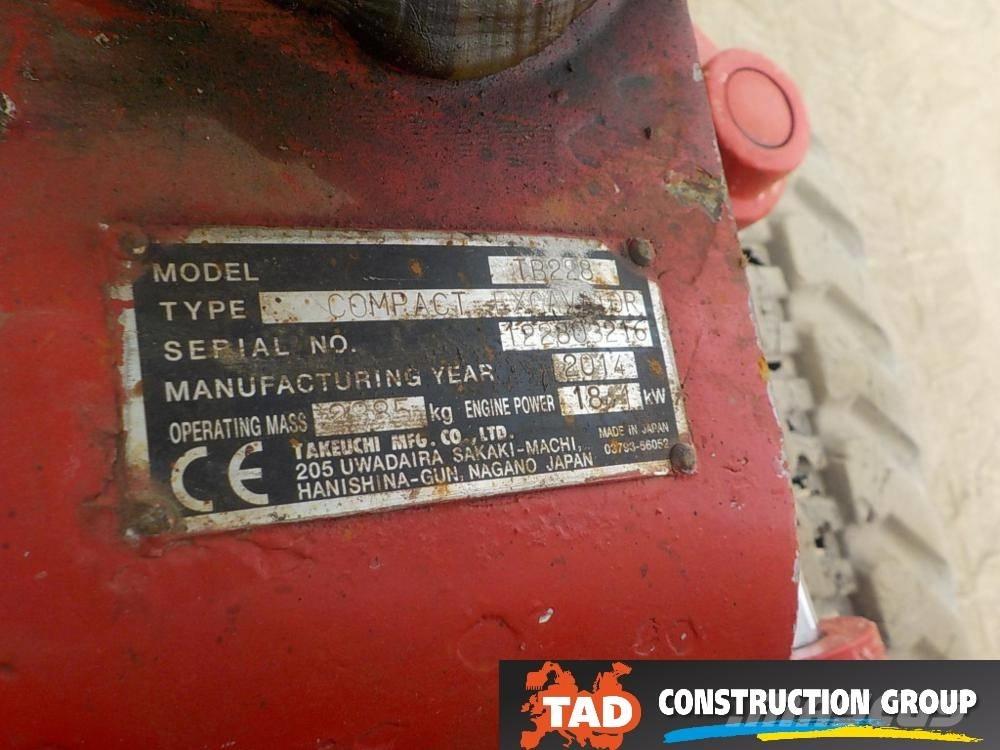 MODEL TB228
TYPE COMPACT EXCAVATOR
SERIAL NO. 122803216
MANUFACTURING YEAR 2014
OPERATING MASS kg ENGINE POWER 18.1 kW
TAKEUCHI MFG. CO., LTD.
205 UWADAIRA SAKAKI-MACHI,
HANISHINA-GUN, NAGANO JAPAN
MADE IN JAPAN
03793-56052
CE
TAD CONSTRUCTION GROUP